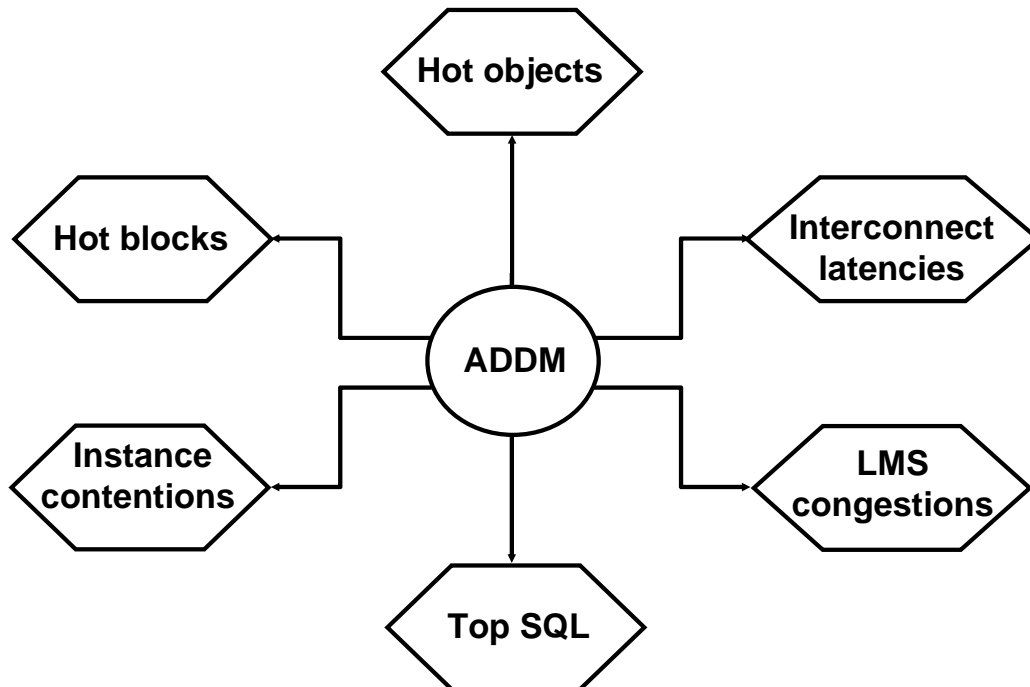 Hot objects
Hot blocks
Interconnect
latencies
ADDM
Instance
contentions
LMS
congestions
Top SQL